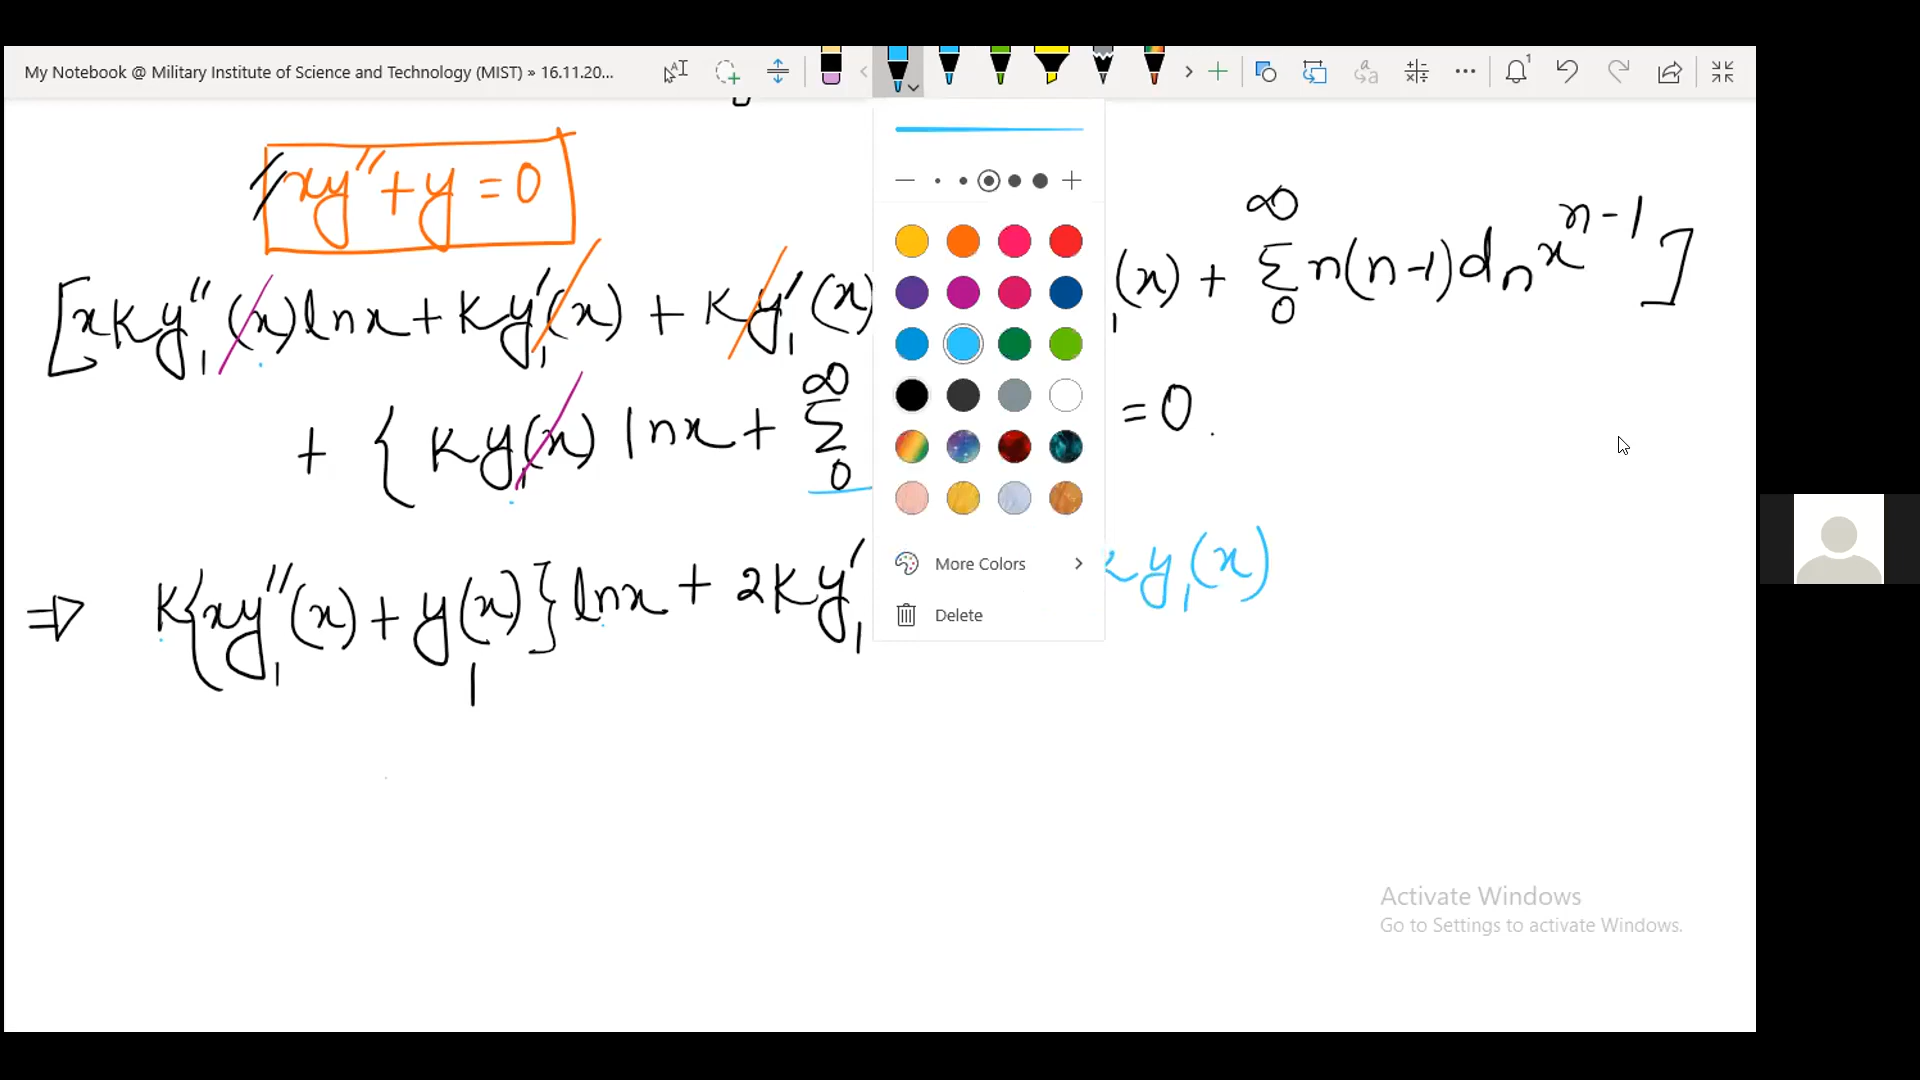 My Notebook @ Military Institute of Science and Technology (MIST) » 16.11.20...
xy'' + y = 0
[xKy₁''(x)lnx + Ky₁'(x) + Ky₁'(x)
₁(x) + Σ₀^∞ n(n-1)dₙx^(n-1)]
+ {Ky₁(x) lnx + Σ₀^∞
= 0.
⇒ K{xy₁''(x) + y₁(x)}lnx + 2Ky₁'
Ky₁(x)
More Colors
Delete
Activate Windows
Go to Settings to activate Windows.